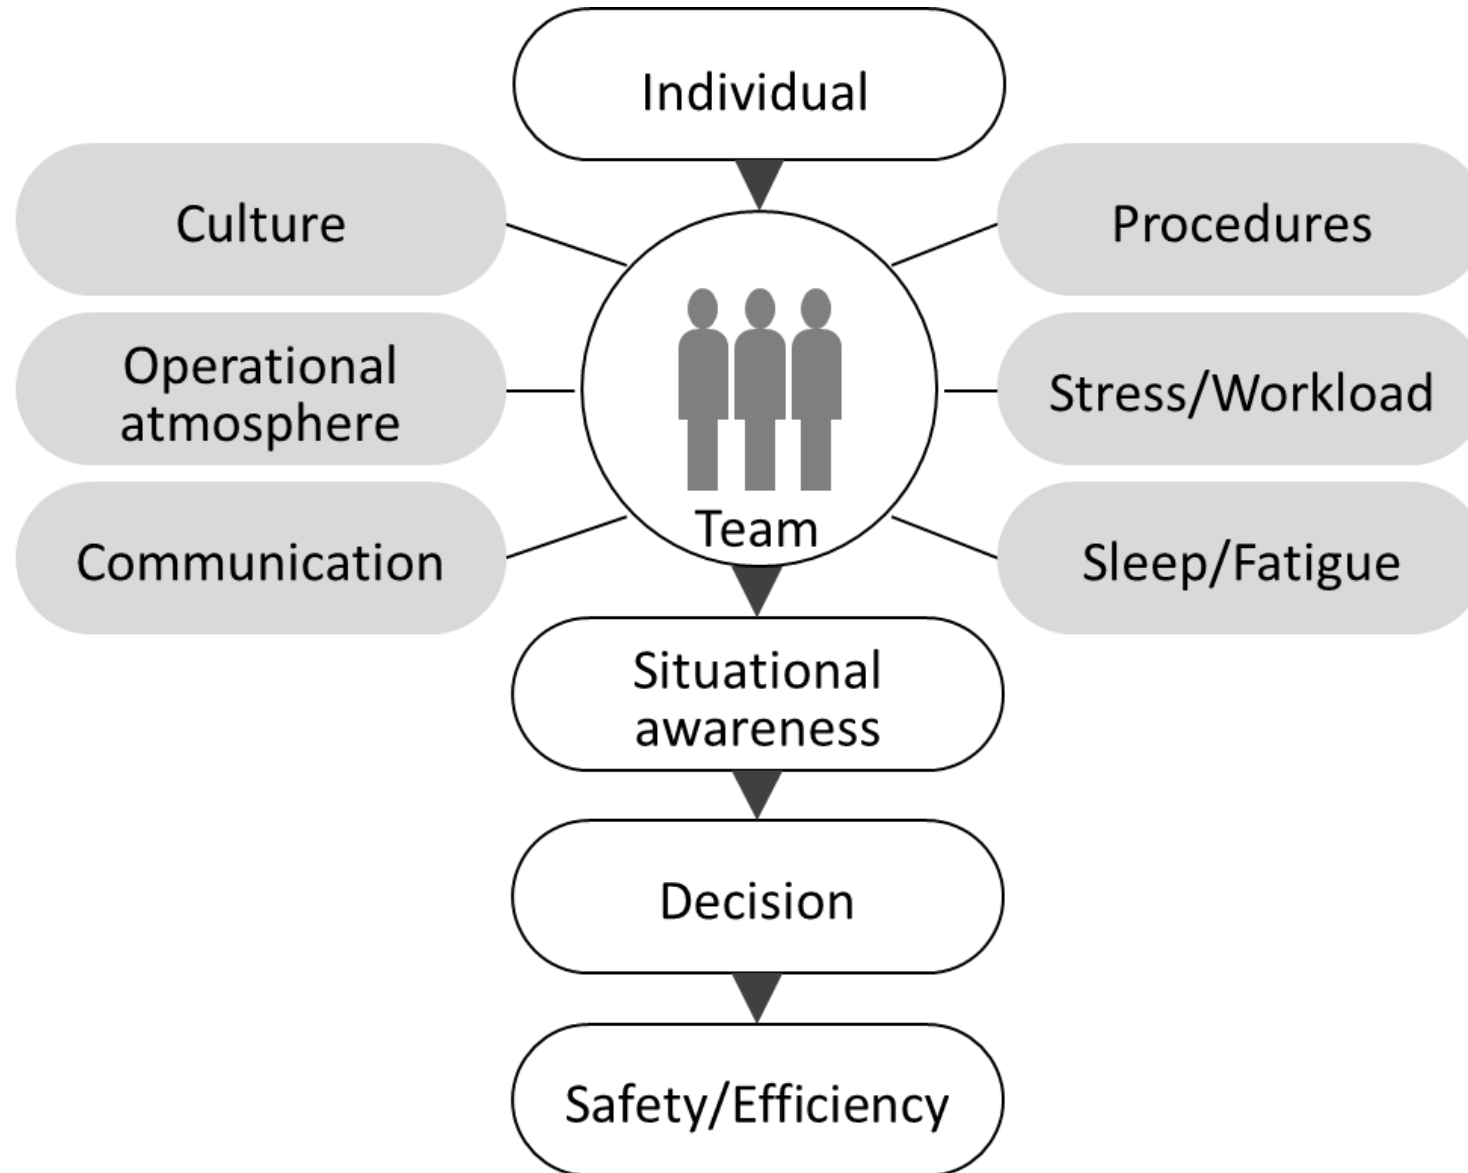 Individual
Culture
Procedures
Operational
atmosphere
Stress/Workload
Communication
Team
Sleep/Fatigue
Situational
awareness
Decision
Safety/Efficiency